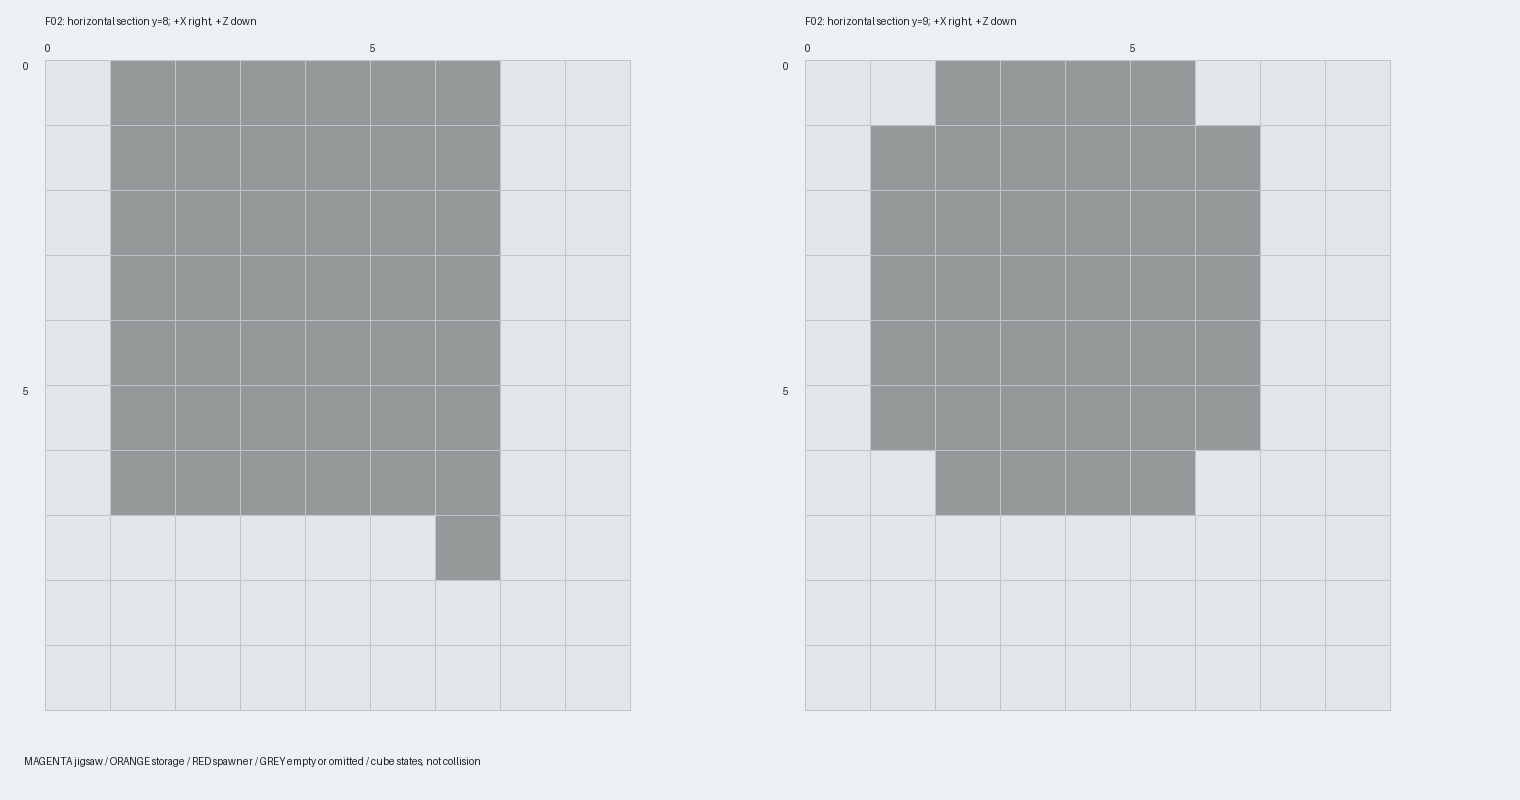 F02: horizontal section y=8; +X right, +Z down
F02: horizontal section y=9; +X right, +Z down
0 5
0 5
0
0
5
5
MAGENTA jigsaw / ORANGE storage / RED spawner / GREY empty or omitted / cube states, not collision